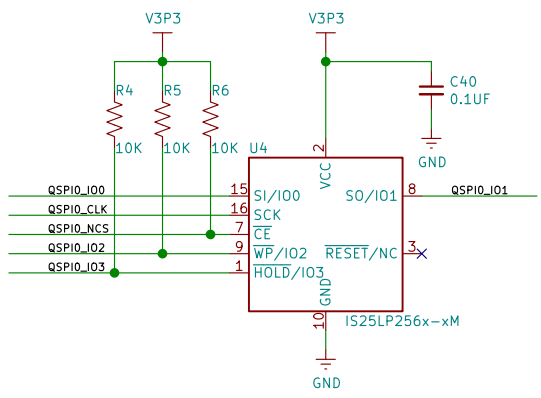 V3P3
V3P3
R4
R5
R6
C40
0.1UF
10K
10K
10K
U4
GND
2
VCC
QSPI0_IO0
15
SI/IO0
SO/IO1
8
QSPI0_IO1
QSPI0_CLK
16
SCK
QSPI0_NCS
7
CE
QSPI0_IO2
9
WP/IO2
RESET/NC
3
QSPI0_IO3
1
HOLD/IO3
GND
10
IS25LP256x-xM
GND